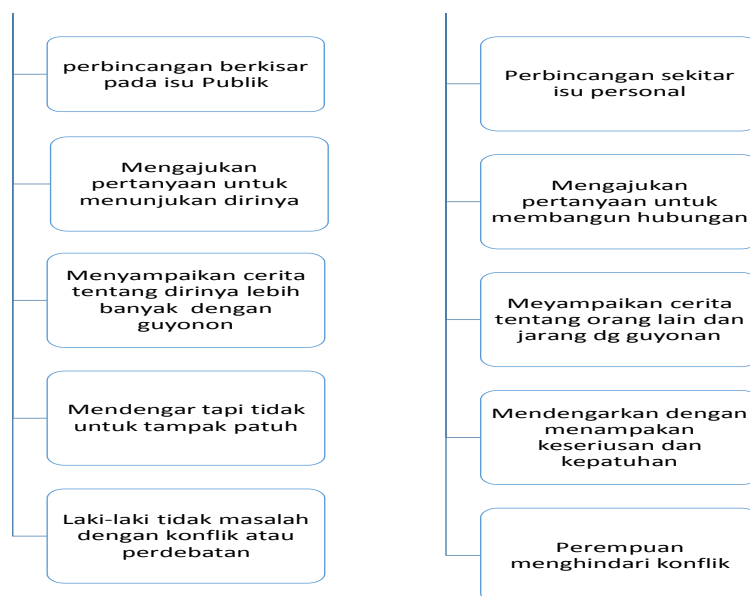 perbincangan berkisar
pada isu Publik
Mengajukan
pertanyaan untuk
menunjukan dirinya
Menyampaikan cerita
tentang dirinya lebih
banyak dengan
guyonon
Mendengar tapi tidak
untuk tampak patuh
Laki-laki tidak masalah
dengan konflik atau
perdebatan
Perbincangan sekitar
isu personal
Mengajukan
pertanyaan untuk
membangun hubungan
Meyampaikan cerita
tentang orang lain dan
jarang dg guyonan
Mendengarkan dengan
menampakan
keseriusan dan
kepatuhan
Perempuan
menghindari konflik